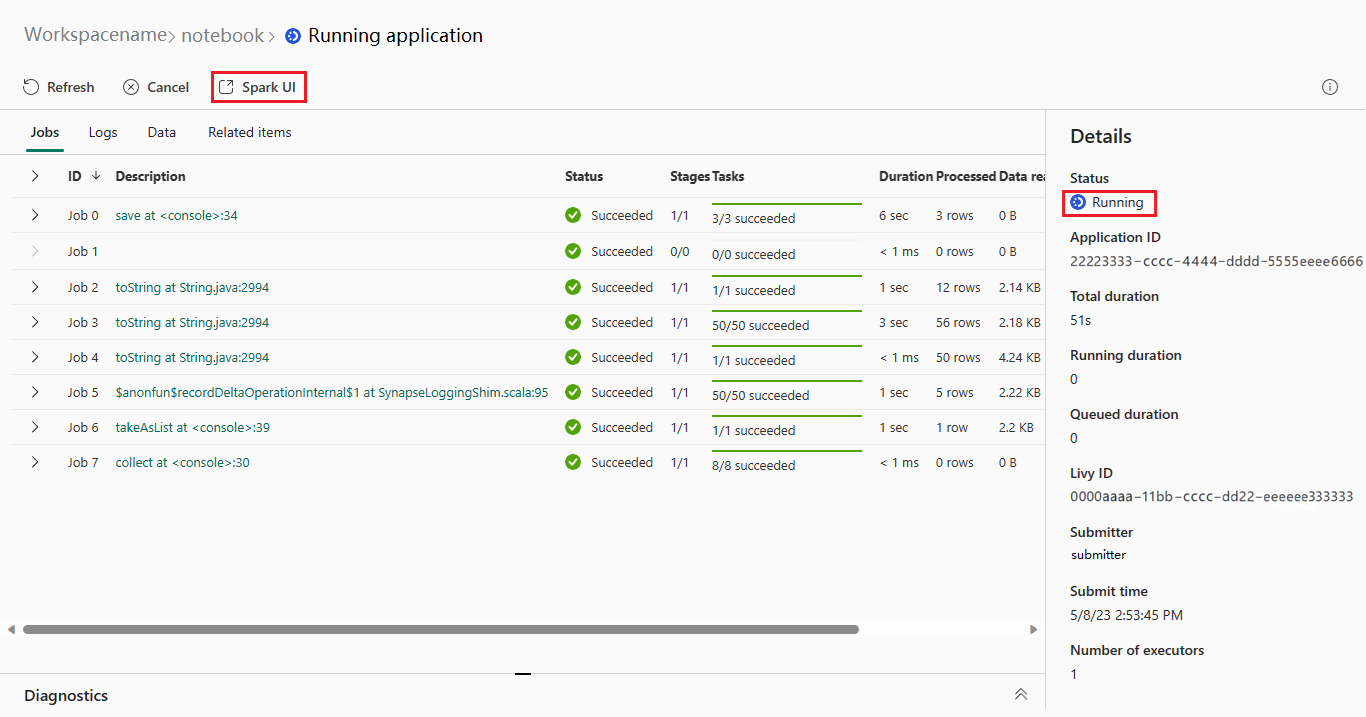 Workspacename> notebook> Running application
Refresh Cancel Spark UI
Jobs Logs Data Related items
ID Description Status Stages Tasks Duration Processed Data rea
Job 0 save at <console>:34 Succeeded 1/1 3/3 succeeded 6 sec 3 rows 0 B
Job 1 Succeeded 0/0 0/0 succeeded < 1 ms 0 rows 0 B
Job 2 toString at String.java:2994 Succeeded 1/1 1/1 succeeded 1 sec 12 rows 2.14 KB
Job 3 toString at String.java:2994 Succeeded 1/1 50/50 succeeded 3 sec 56 rows 2.18 KB
Job 4 toString at String.java:2994 Succeeded 1/1 1/1 succeeded < 1 ms 50 rows 4.24 KB
Job 5 $anonfun$recordDeltaOperationInternal$1 at SynapseLoggingShim.scala:95 Succeeded 1/1 50/50 succeeded 1 sec 5 rows 2.22 KB
Job 6 takeAsList at <console>:39 Succeeded 1/1 1/1 succeeded 1 sec 1 row 2.2 KB
Job 7 collect at <console>:30 Succeeded 1/1 8/8 succeeded < 1 ms 0 rows 0 B
Details
Status
Running
Application ID
22223333-cccc-4444-dddd-5555eeee6666
Total duration
51s
Running duration
0
Queued duration
0
Livy ID
0000aaaa-11bb-cccc-dd22-eeeeee333333
Submitter
submitter
Submit time
5/8/23 2:53:45 PM
Number of executors
1
Diagnostics